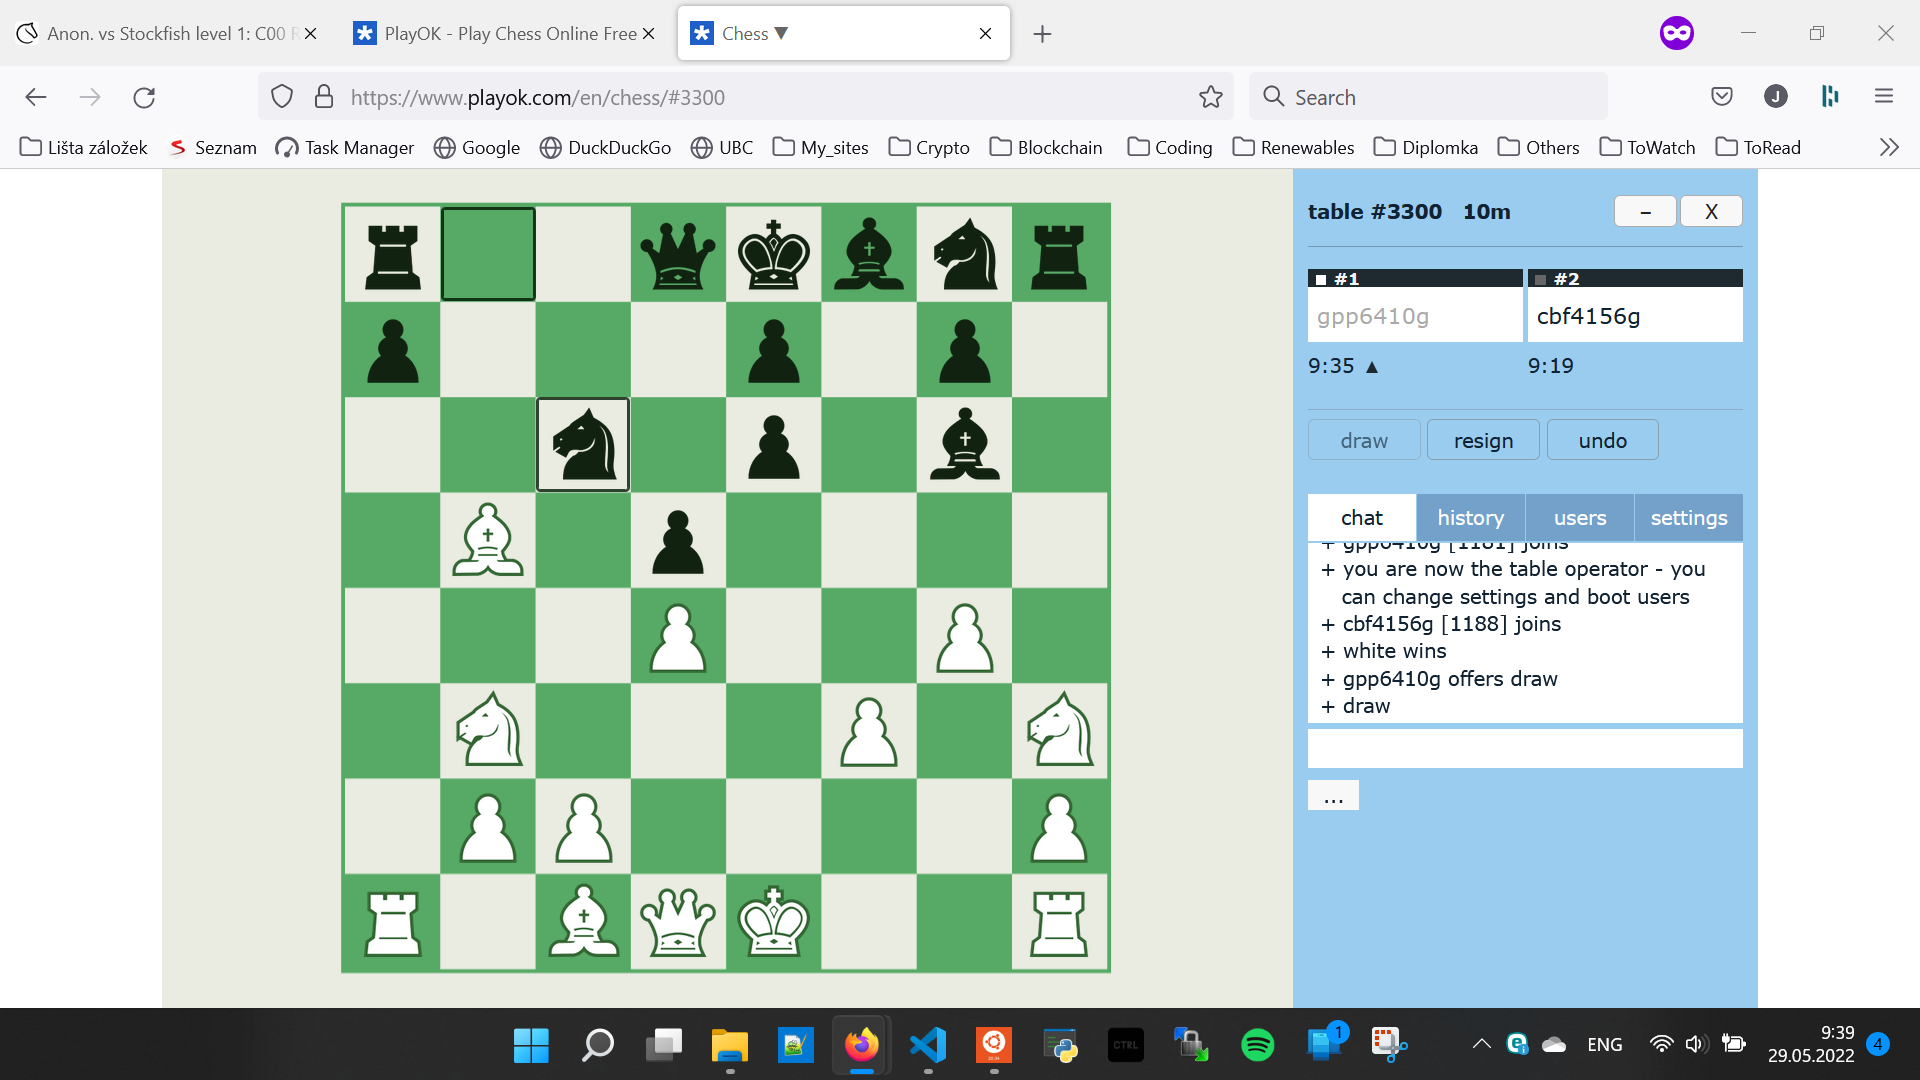 Anon. vs Stockfish level 1: C00 R
PlayOK - Play Chess Online Free
Chess ▼
https://www.playok.com/en/chess/#3300
Search
J
Lišta záložek
Seznam
Task Manager
Google
DuckDuckGo
UBC
My_sites
Crypto
Blockchain
Coding
Renewables
Diplomka
Others
ToWatch
ToRead
table #3300 10m
–
X
#1
#2
gpp6410g
cbf4156g
9:35 ▲
9:19
draw
resign
undo
chat
history
users
settings
+ gpp6410g [1181] joins
+ you are now the table operator - you
can change settings and boot users
+ cbf4156g [1188] joins
+ white wins
+ gpp6410g offers draw
+ draw
...
CTRL
1
ENG
9:39
29.05.2022
4